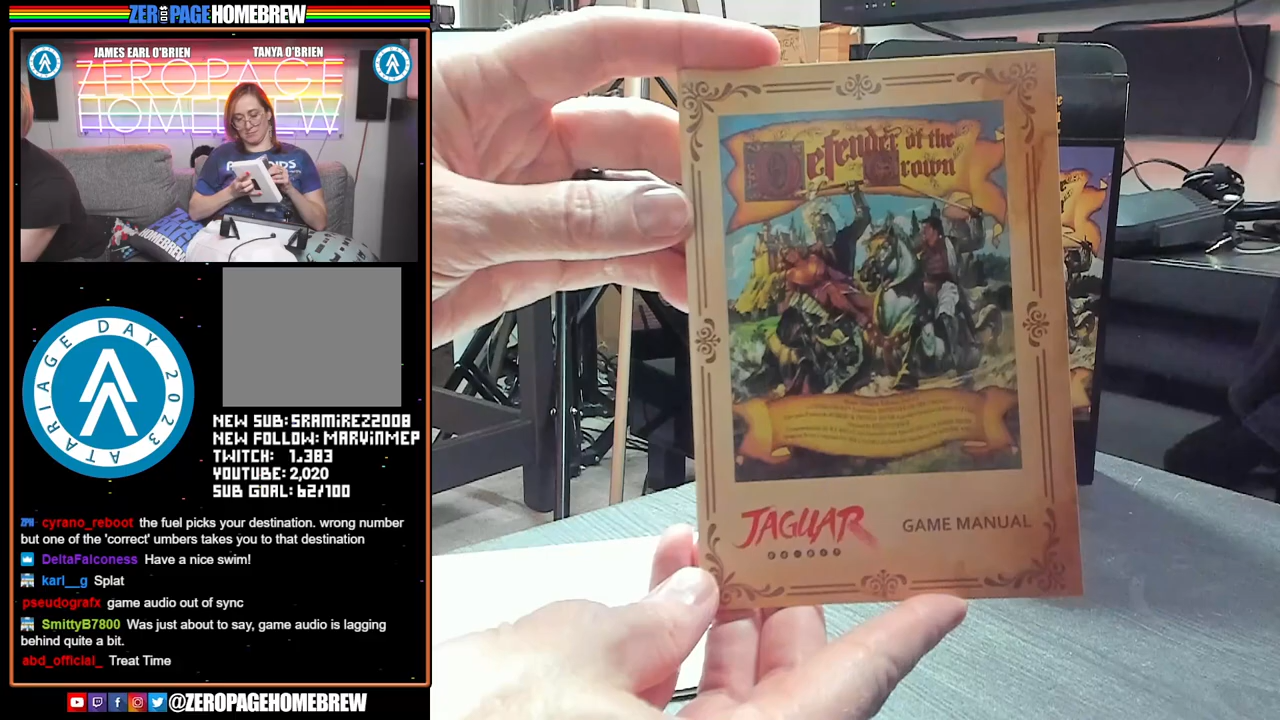 ZEROPAGE HOMEBREW
JAMES EARL O'BRIEN
TANYA O'BRIEN
ZEROPAGE
HOMEBREW
ATARIAGE DAY 2023
NEW SUB: SRAMIREZ2008
NEW FOLLOW: MARVINMEP
TWITCH: 1,383
YOUTUBE: 2,020
SUB GOAL: 62/100
cyrano_reboot the fuel picks your destination. wrong number
but one of the 'correct' umbers takes you to that destination
DeltaFalconess Have a nice swim!
karl__g Splat
pseudografx game audio out of sync
SmittyB7800 Was just about to say, game audio is lagging
behind quite a bit.
abd_official_ Treat Time
@ZEROPAGEHOMEBREW
Defender of the
Crown
JAGUAR
64-BIT
GAME MANUAL